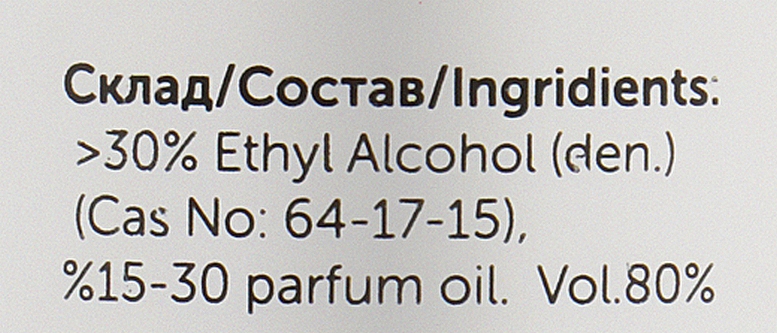 Склад/Состав/Ingridients:
>30% Ethyl Alcohol (den.)
(Cas No: 64-17-15),
%15-30 parfum oil. Vol.80%